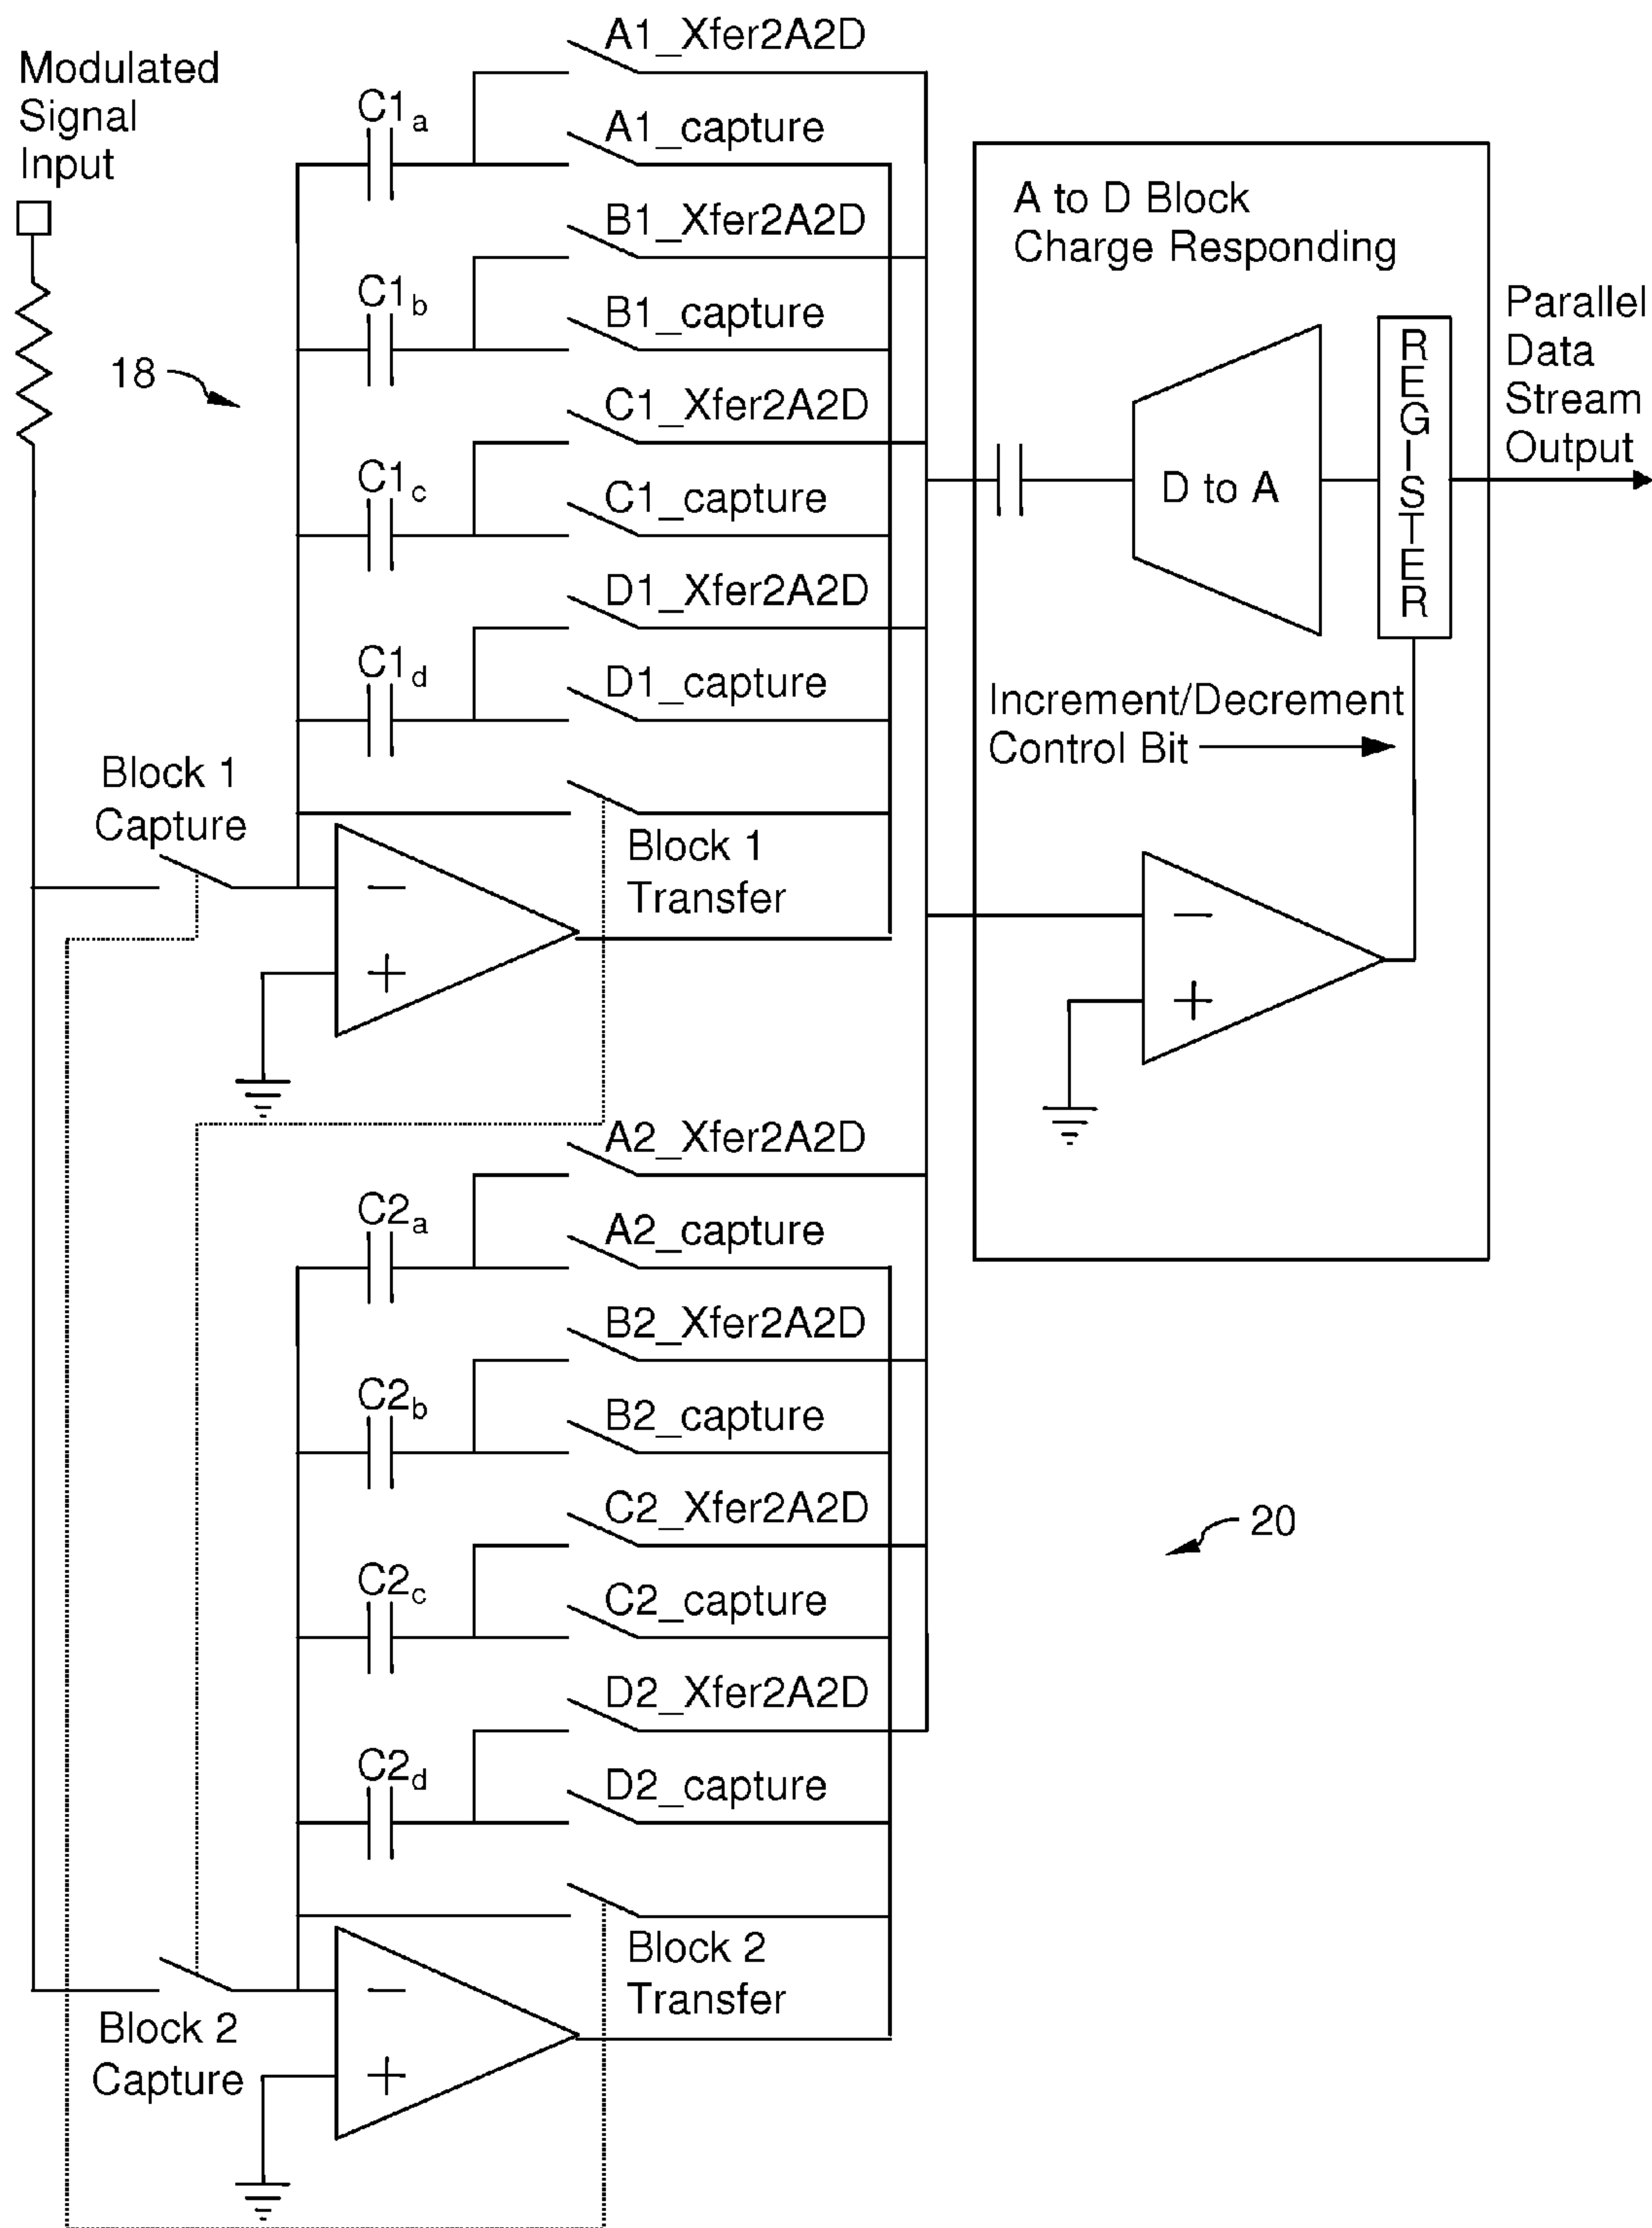 Modulated
Signal
Input
18
C1a
C1b
C1c
C1d
A1_Xfer2A2D
A1_capture
B1_Xfer2A2D
B1_capture
C1_Xfer2A2D
C1_capture
D1_Xfer2A2D
D1_capture
Block 1
Capture
Block 1
Transfer
−
+
A to D Block
Charge Responding
D to A
REGISTER
Parallel
Data
Stream
Output
Increment/Decrement
Control Bit
−
+
C2a
C2b
C2c
C2d
A2_Xfer2A2D
A2_capture
B2_Xfer2A2D
B2_capture
C2_Xfer2A2D
C2_capture
D2_Xfer2A2D
D2_capture
20
Block 2
Capture
Block 2
Transfer
−
+